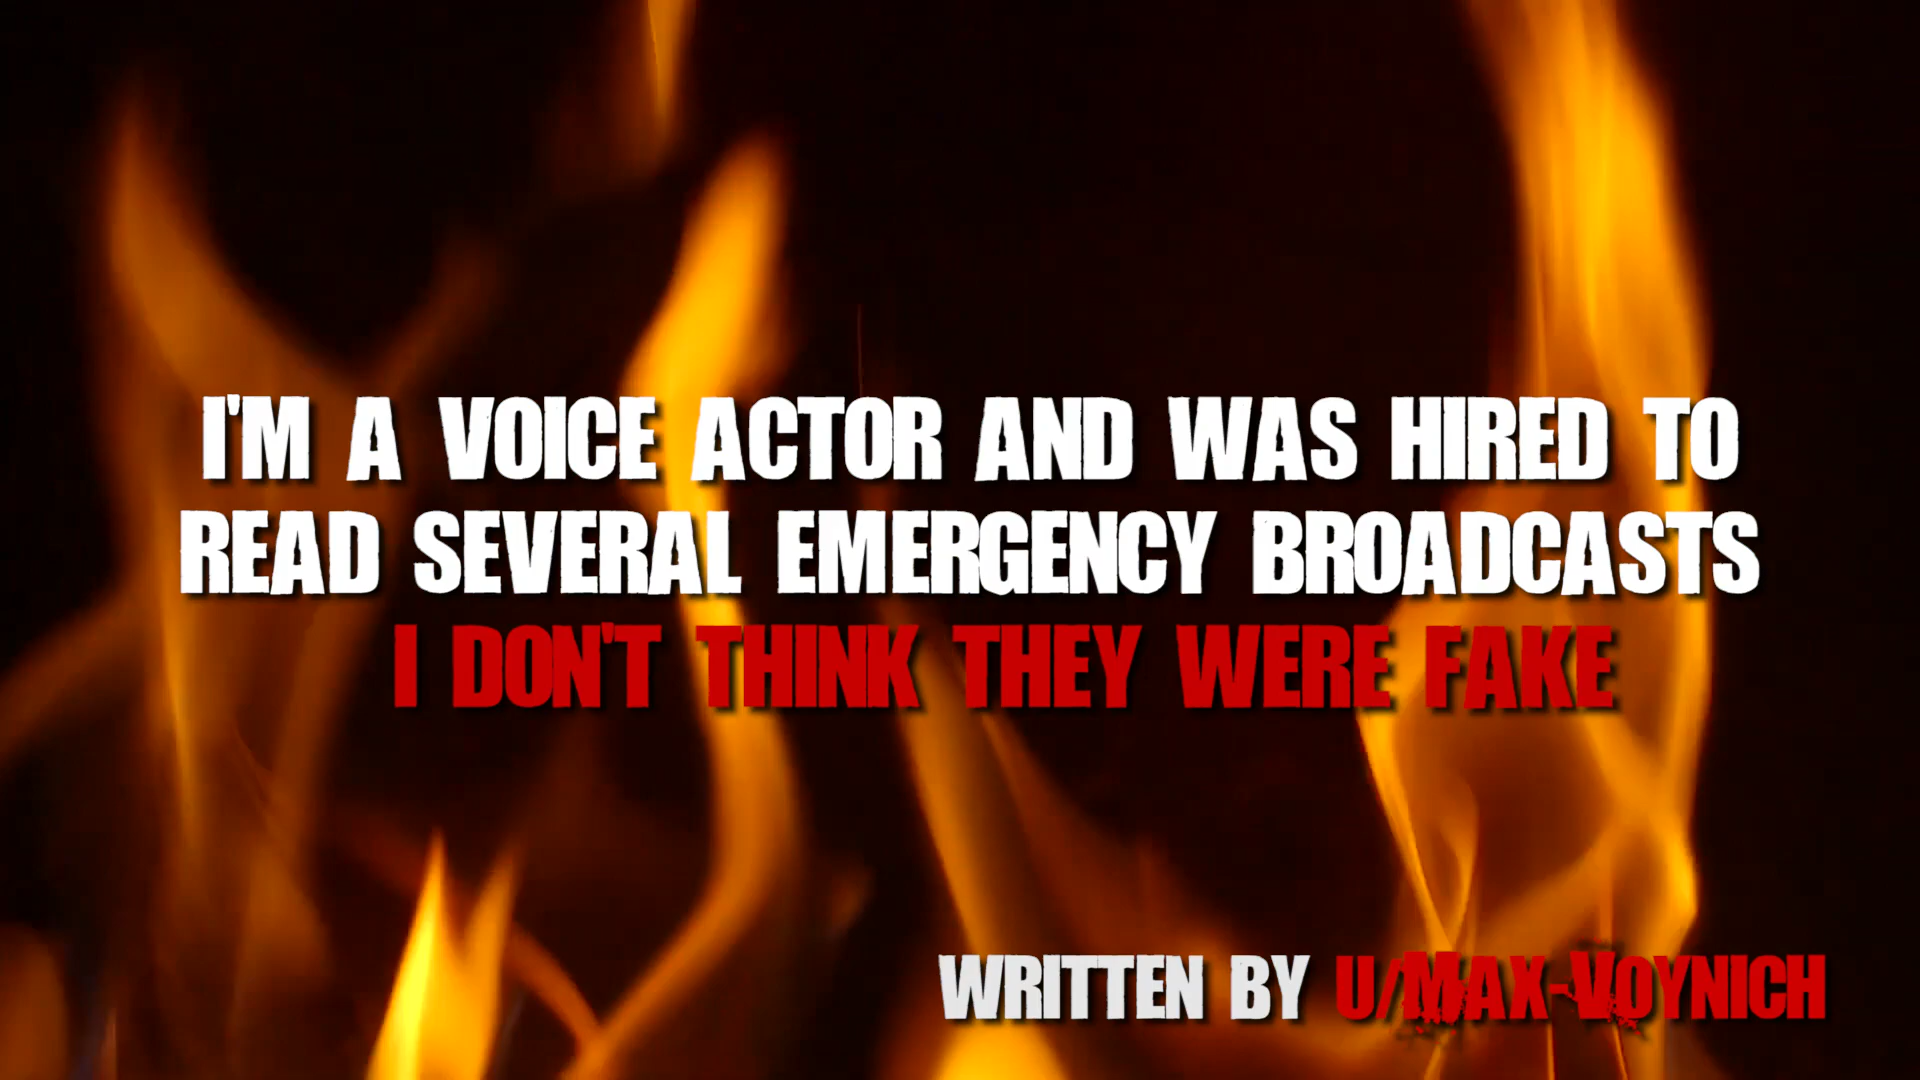 I'M A VOICE ACTOR AND WAS HIRED TO
READ SEVERAL EMERGENCY BROADCASTS
I DON'T THINK THEY WERE FAKE
WRITTEN BY U/MAX-VOYNICH